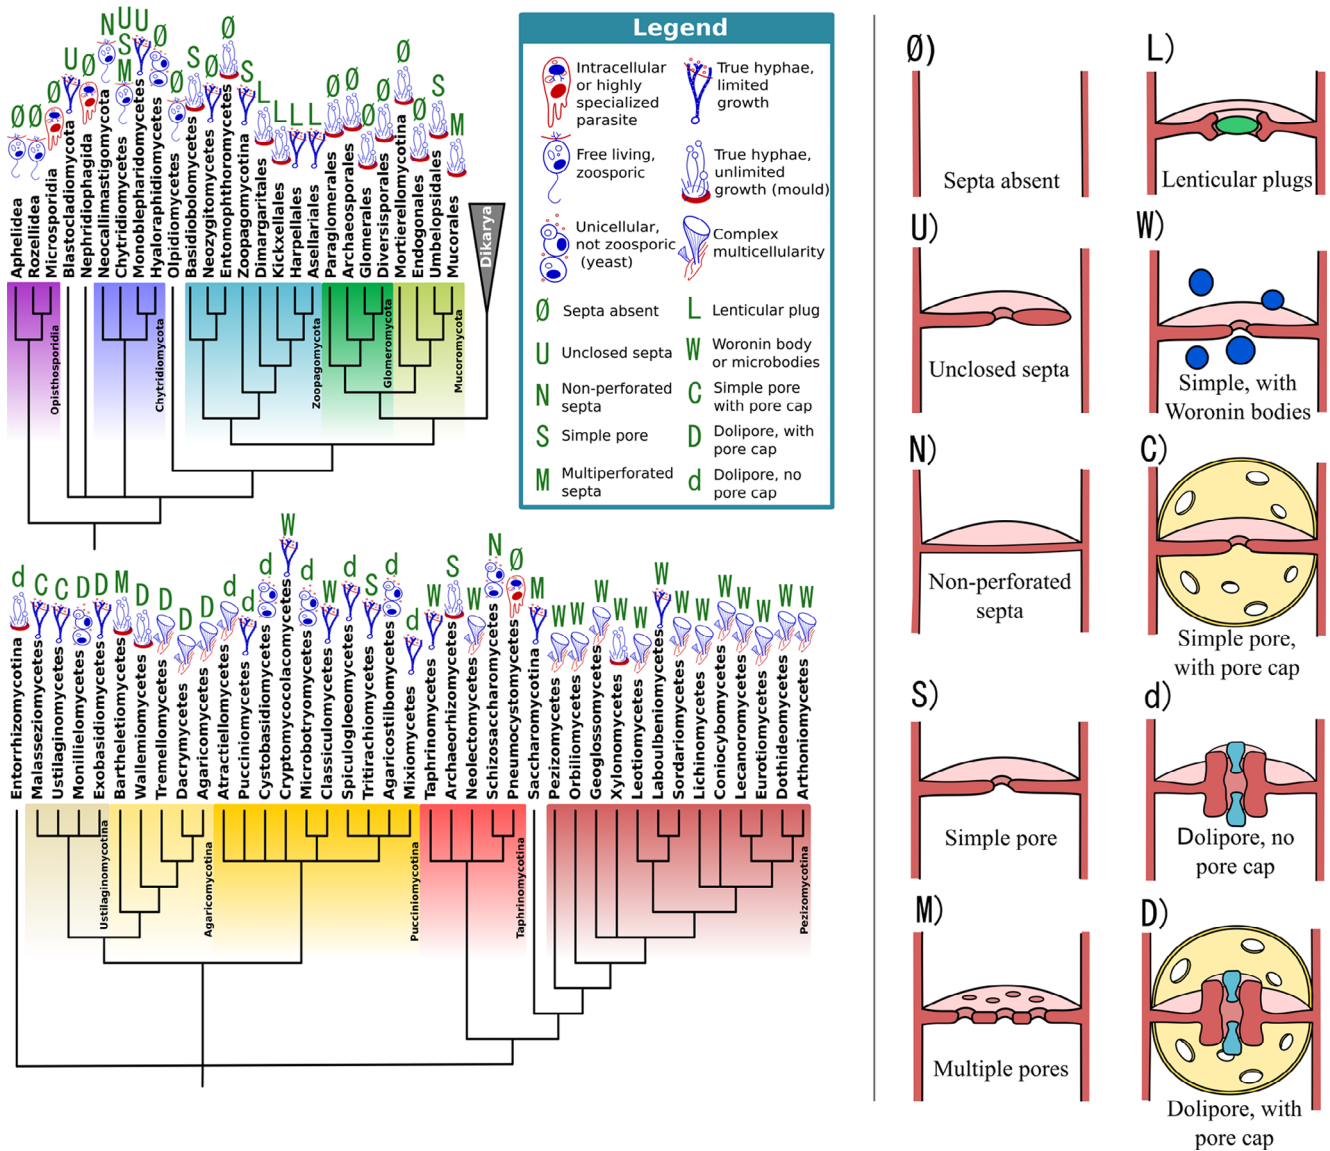 Ø Ø Ø U Ø N U S M U Ø Ø S Ø Ø S L L L L Ø Ø Ø Ø Ø Ø S M
Aphelidea
Rozellidea
Microsporidia
Blastocladiomycota
Nephridiophagida
Neocallimastigomycota
Chytridiomycetes
Monoblepharidiomycetes
Hyaloraphidiomycetes
Olpidiomycetes
Basidiobolomycetes
Neozygitomycetes
Entomophthoromycetes
Zoopagomycotina
Dimargaritales
Kickxellales
Harpellales
Asellariales
Paraglomerales
Archaeosporales
Glomerales
Diversisporales
Mortierellomycotina
Endogonales
Umbelopsidales
Mucorales
Dikarya
Opisthosporidia
Chytridiomycota
Zoopagomycota
Glomeromycota
Mucoromycota
Legend
Intracellular
or highly
specialized
parasite
True hyphae,
limited
growth
Free living,
zoosporic
True hyphae,
unlimited
growth (mould)
Unicellular,
not zoosporic
(yeast)
Complex
multicellularity
Ø Septa absent
L Lenticular plug
U Unclosed septa
W Woronin body
or microbodies
N Non-perforated
septa
C Simple pore
with pore cap
S Simple pore
D Dolipore, with
pore cap
M Multiperforated
septa
d Dolipore, no
pore cap
d C C D D M D D D D d d d W d W d S d d W S W N Ø M W W W W W W W W W W W W W
Entorrhizomycotina
Malasseziomycetes
Ustilaginomycetes
Monilielomycetes
Exobasidiomycetes
Bartheletiomycetes
Wallemiomycetes
Tremellomycetes
Dacrymycetes
Agaricomycetes
Atractiellomycetes
Pucciniomycetes
Cystobasidiomycetes
Cryptomycocolacomycetes
Microbotryomycetes
Classiculomycetes
Spiculogloeomycetes
Tritirachiomycetes
Agaricostilbomycetes
Mixiomycetes
Taphrinomycetes
Archaeorhizomycetes
Neolectomycetes
Schizosaccharomycetes
Pneumocystomycetes
Saccharomycotina
Pezizomycetes
Orbiliomycetes
Geoglossomycetes
Xylonomycetes
Leotiomycetes
Laboulbeniomycetes
Sordariomycetes
Lichinomycetes
Coniocybomycetes
Lecanoromycetes
Eurotiomycetes
Dothideomycetes
Arthoniomycetes
Ustilaginomycotina
Agaricomycotina
Pucciniomycotina
Taphrinomycotina
Pezizomycotina
Ø)
Septa absent
L)
Lenticular plugs
U)
Unclosed septa
W)
Simple, with
Woronin bodies
N)
Non-perforated
septa
C)
Simple pore,
with pore cap
S)
Simple pore
d)
Dolipore, no
pore cap
M)
Multiple pores
D)
Dolipore, with
pore cap